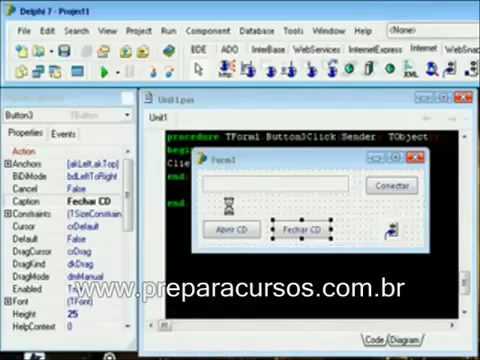 Delphi 7 - Project1
File Edit Search View Project Run Component Database Tools Window Help <None>
BDE ADO InterBase WebServices InternetExpress Internet WebSnap
Button3 TButton
Properties Events
Action
Anchors [akLeft,akTop]
BiDiMode bdLeftToRight
Cancel False
Caption Fechar CD
Constraints (TSizeConstraint
Cursor crDefault
Default False
DragCursor crDrag
DragKind dkDrag
DragMode dmManual
Enabled
Font (TFont)
Height 25
HelpContext 0
Unit1.pas
Unit1
procedure TForm1 Button3Click Sender TObject
begin
Clie
end
end.
Form1
Conectar
Abrir CD Fechar CD
www.preparacursos.com.br
Code Diagram